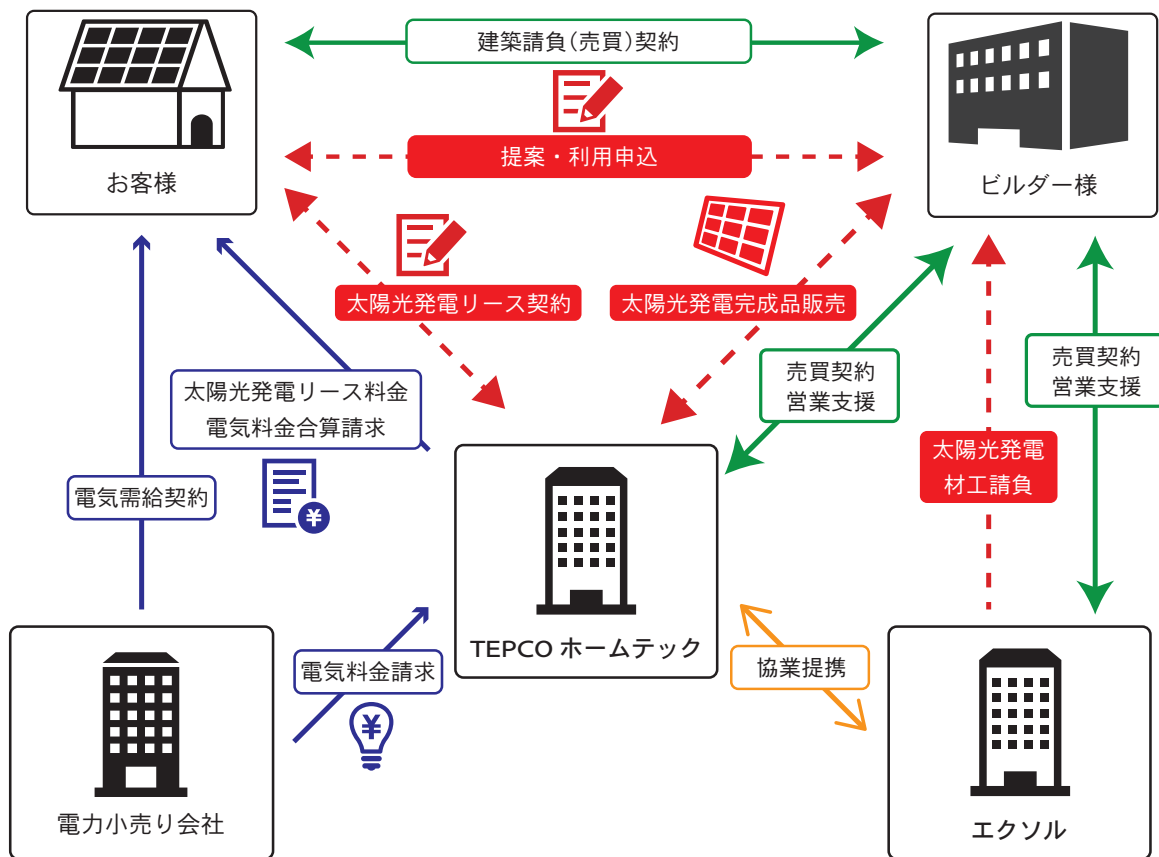 建築請負(売買)契約
提案・利用申込
お客様
ビルダー様
太陽光発電リース契約
太陽光発電完成品販売
売買契約
営業支援
売買契約
営業支援
太陽光発電リース料金
電気料金合算請求
¥
太陽光発電
材工請負
電気需給契約
TEPCO ホームテック
電気料金請求
¥
協業提携
電力小売り会社
エクソル